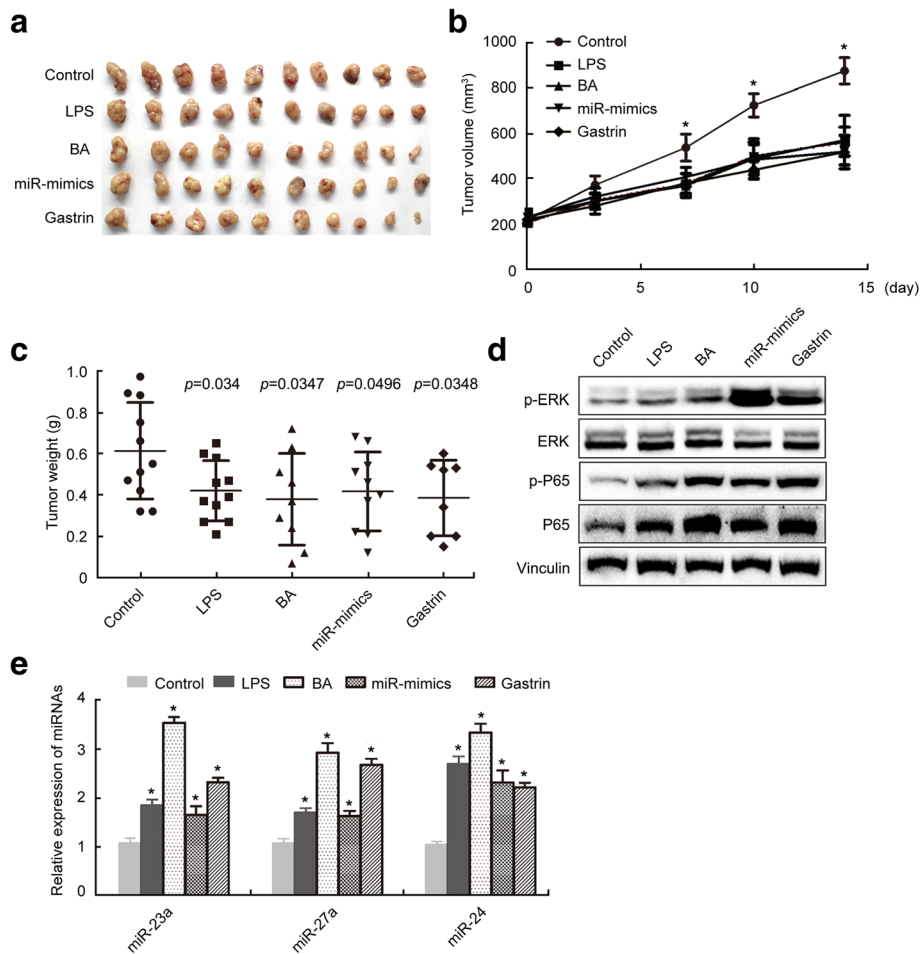 a
Control
LPS
BA
miR-mimics
Gastrin
b
Tumor volume (mm³)
1000
800
600
400
200
0
0 5 10 15 (day)
Control
LPS
BA
miR-mimics
Gastrin
* * *
c
Tumor weight (g)
1.0
0.8
0.6
0.4
0.2
0
p=0.034 p=0.0347 p=0.0496 p=0.0348
Control LPS BA miR-mimics Gastrin
d
Control LPS BA miR-mimics Gastrin
p-ERK
ERK
p-P65
P65
Vinculin
e
Control LPS BA miR-mimics Gastrin
Relative expression of miRNAs
4
3
2
1
0
* * * * * * * * * * * *
miR-23a miR-27a miR-24